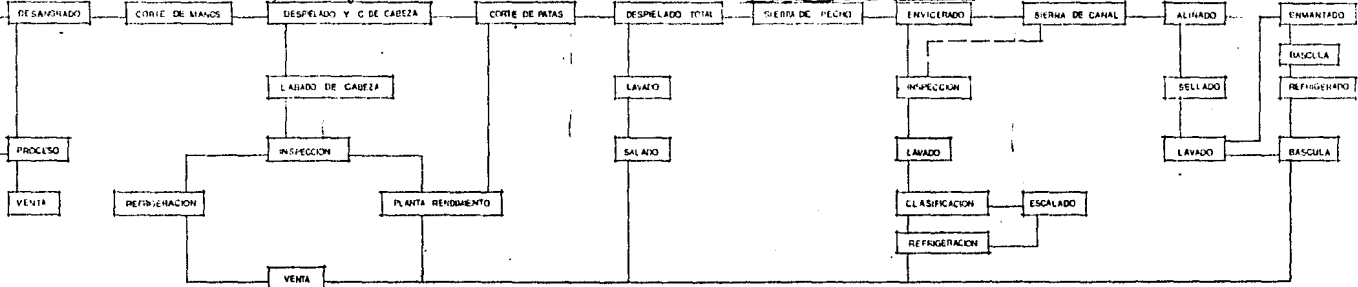 DESANGRADO CORTE DE MANOS DESPIELADO Y C DE CABEZA CORTE DE PATAS DESPIELADO TOTAL SIERRA DE PECHO ENVICERADO SIERRA DE CANAL ALIÑADO ENMANTADO
BASCULA
LABADO DE CABEZA LAVADO INSPECCION SELLADO REFRIGERADO
PROCESO INSPECCION SALADO LAVADO LAVADO BASCULA
VENTA REFRIGERACION PLANTA RENDIMIENTO CLASIFICACION ESCALADO
REFRIGERACION
VENTA